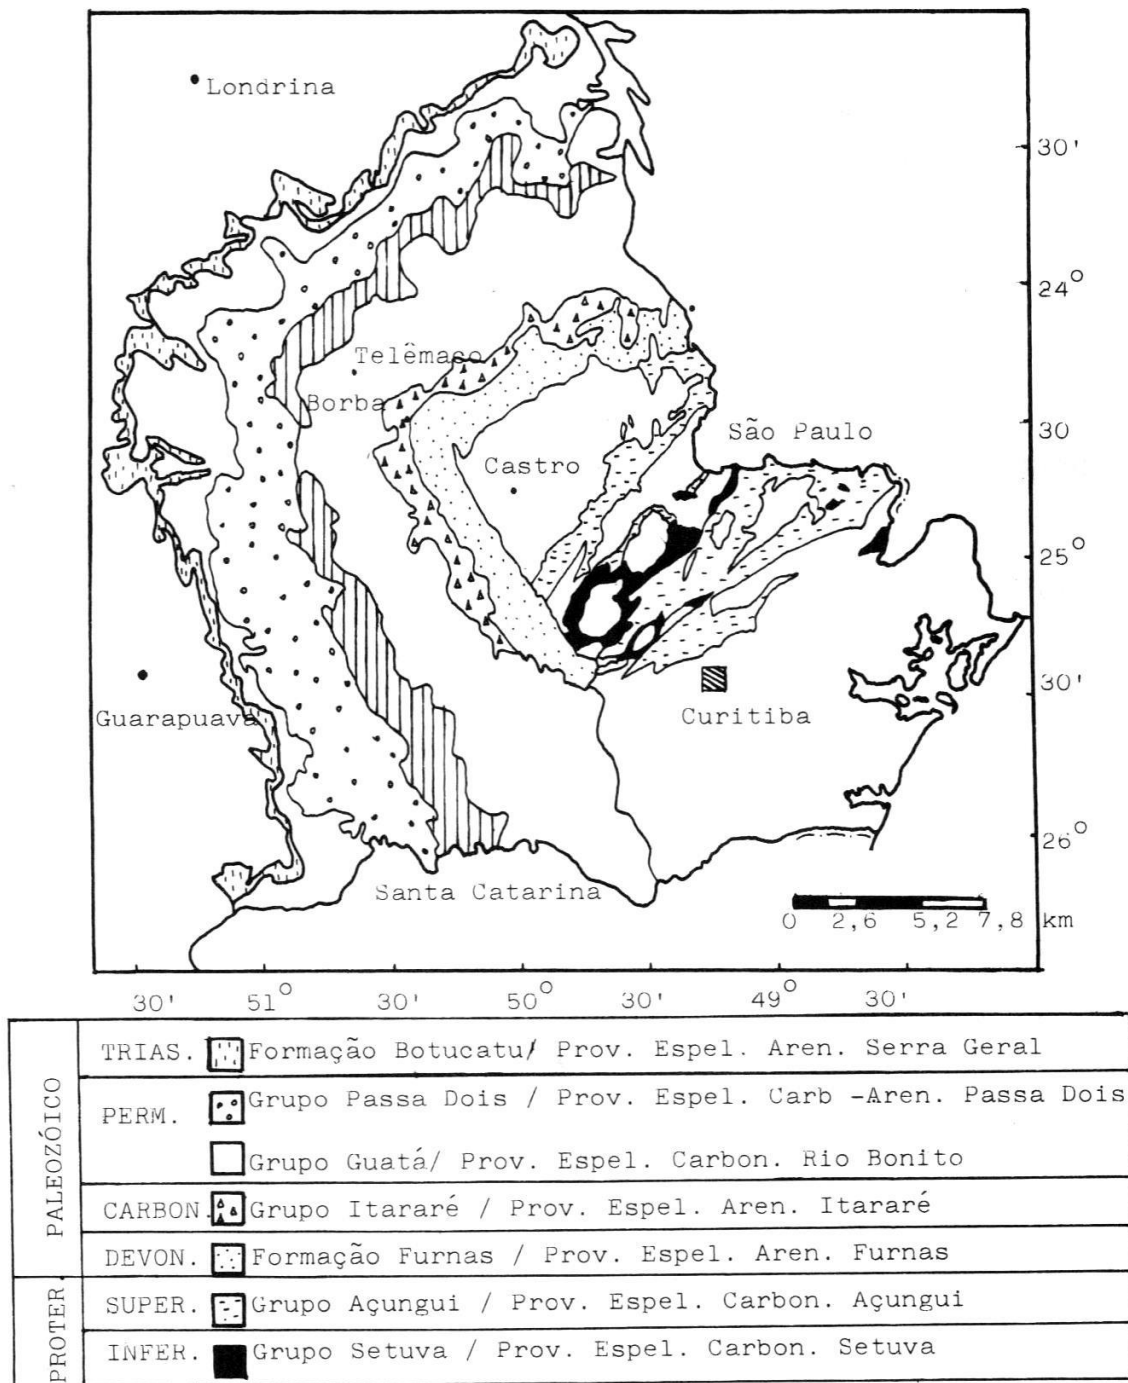 Londrina
30'
24°
Telêmaso
Borba
30
São Paulo
Castro
25°
30'
Guarapuava
Curitiba
26°
Santa Catarina
0 2,6 5,2 7,8 km
30' 51° 30' 50° 30' 49° 30'
PALEOZÓICO
TRIAS. Formação Botucatu/ Prov. Espel. Aren. Serra Geral
PERM. Grupo Passa Dois / Prov. Espel. Carb -Aren. Passa Dois
Grupo Guatá/ Prov. Espel. Carbon. Rio Bonito
CARBON. Grupo Itararé / Prov. Espel. Aren. Itararé
DEVON. Formação Furnas / Prov. Espel. Aren. Furnas
PROTER.
SUPER. Grupo Açungui / Prov. Espel. Carbon. Açungui
INFER. Grupo Setuva / Prov. Espel. Carbon. Setuva